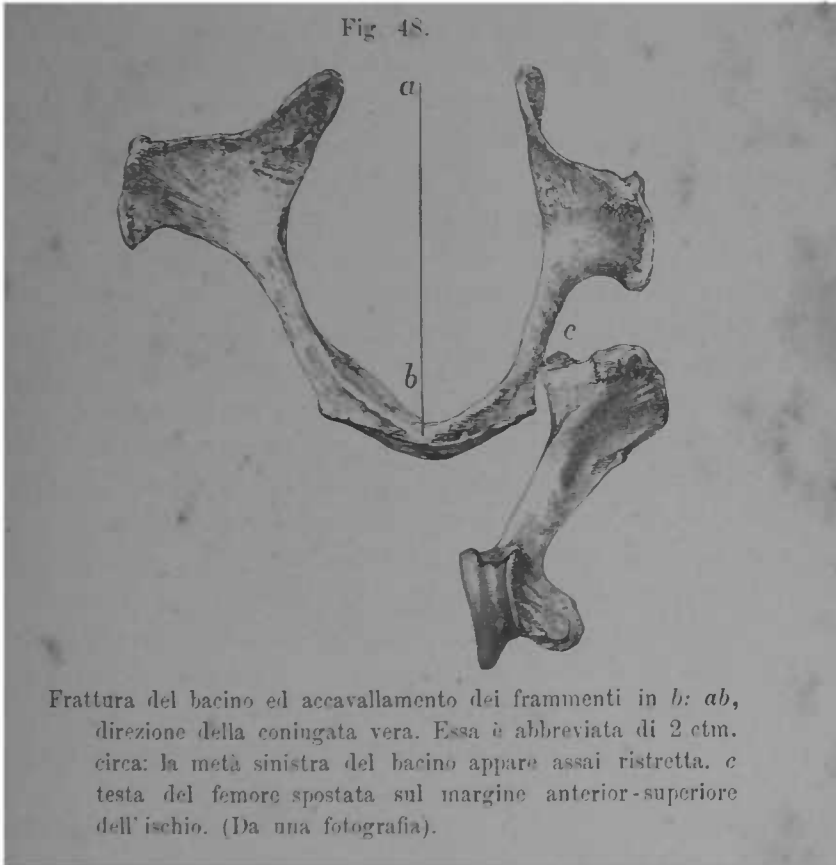 Fig 48.
a
c
b
Frattura del bacino ed accavallamento dei frammenti in b: ab,
direzione della coniugata vera. Essa è abbreviata di 2 ctm.
circa: la metà sinistra del bacino appare assai ristretta. c
testa del femore spostata sul margine anterior-superiore
dell'ischio. (Da una fotografia).